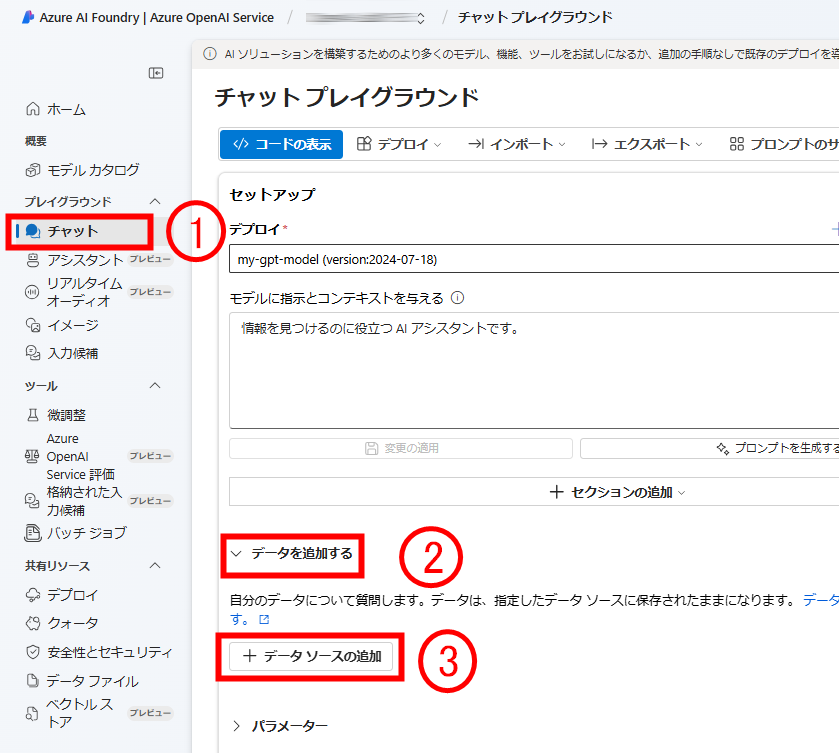 Azure AI Foundry | Azure OpenAI Service / / チャット プレイグラウンド
AI ソリューションを構築するためのより多くのモデル、機能、ツールをお試しになるか、追加の手順なしで既存のデプロイを
チャット プレイグラウンド
コードの表示
デプロイ
インポート
エクスポート
プロンプトのサ
ホーム
概要
モデル カタログ
プレイグラウンド
チャット
1
アシスタント プレビュー
リアルタイム
オーディオ
プレビュー
イメージ
入力候補
ツール
微調整
Azure
OpenAI
Service 評価
プレビュー
格納された入
力候補
プレビュー
バッチ ジョブ
共有リソース
デプロイ
クォータ
安全性とセキュリティ
データ ファイル
ベクトル ス
トア
プレビュー
セットアップ
デプロイ*
my-gpt-model (version:2024-07-18)
モデルに指示とコンテキストを与える
情報を見つけるのに役立つ AI アシスタントです。
変更の適用
プロンプトを生成する
セクションの追加
データを追加する
2
自分のデータについて質問します。データは、指定したデータ ソースに保存されたままになります。 データ
す。
データ ソースの追加
3
パラメーター